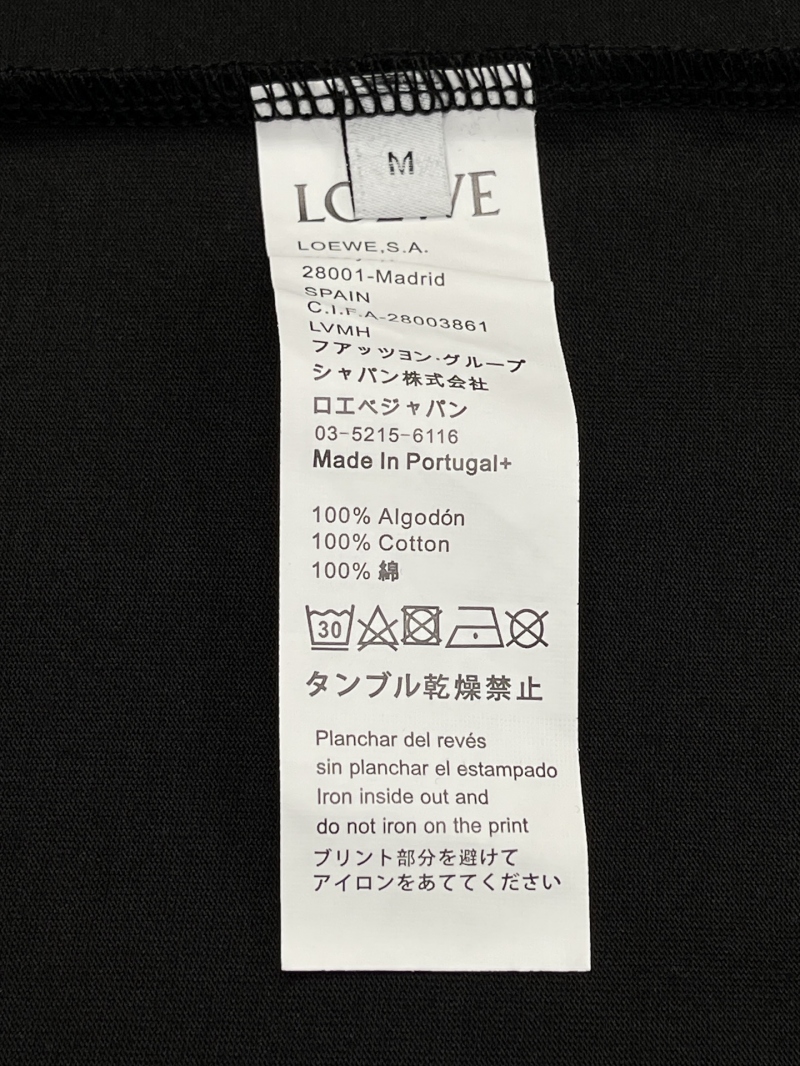 M
LOEWE
LOEWE,S.A.
28001-Madrid
SPAIN
C.I.F.A-28003861
LVMH
フアッツョン·グループ
シャパン株式会社
口エベジャパン
03-5215-6116
Made In Portugal+
100% Algodón
100% Cotton
100% 綿
30
タンブル乾燥禁止
Planchar del revés
sin planchar el estampado
Iron inside out and
do not iron on the print
ブリント部分を避けて
アイロンをあててください